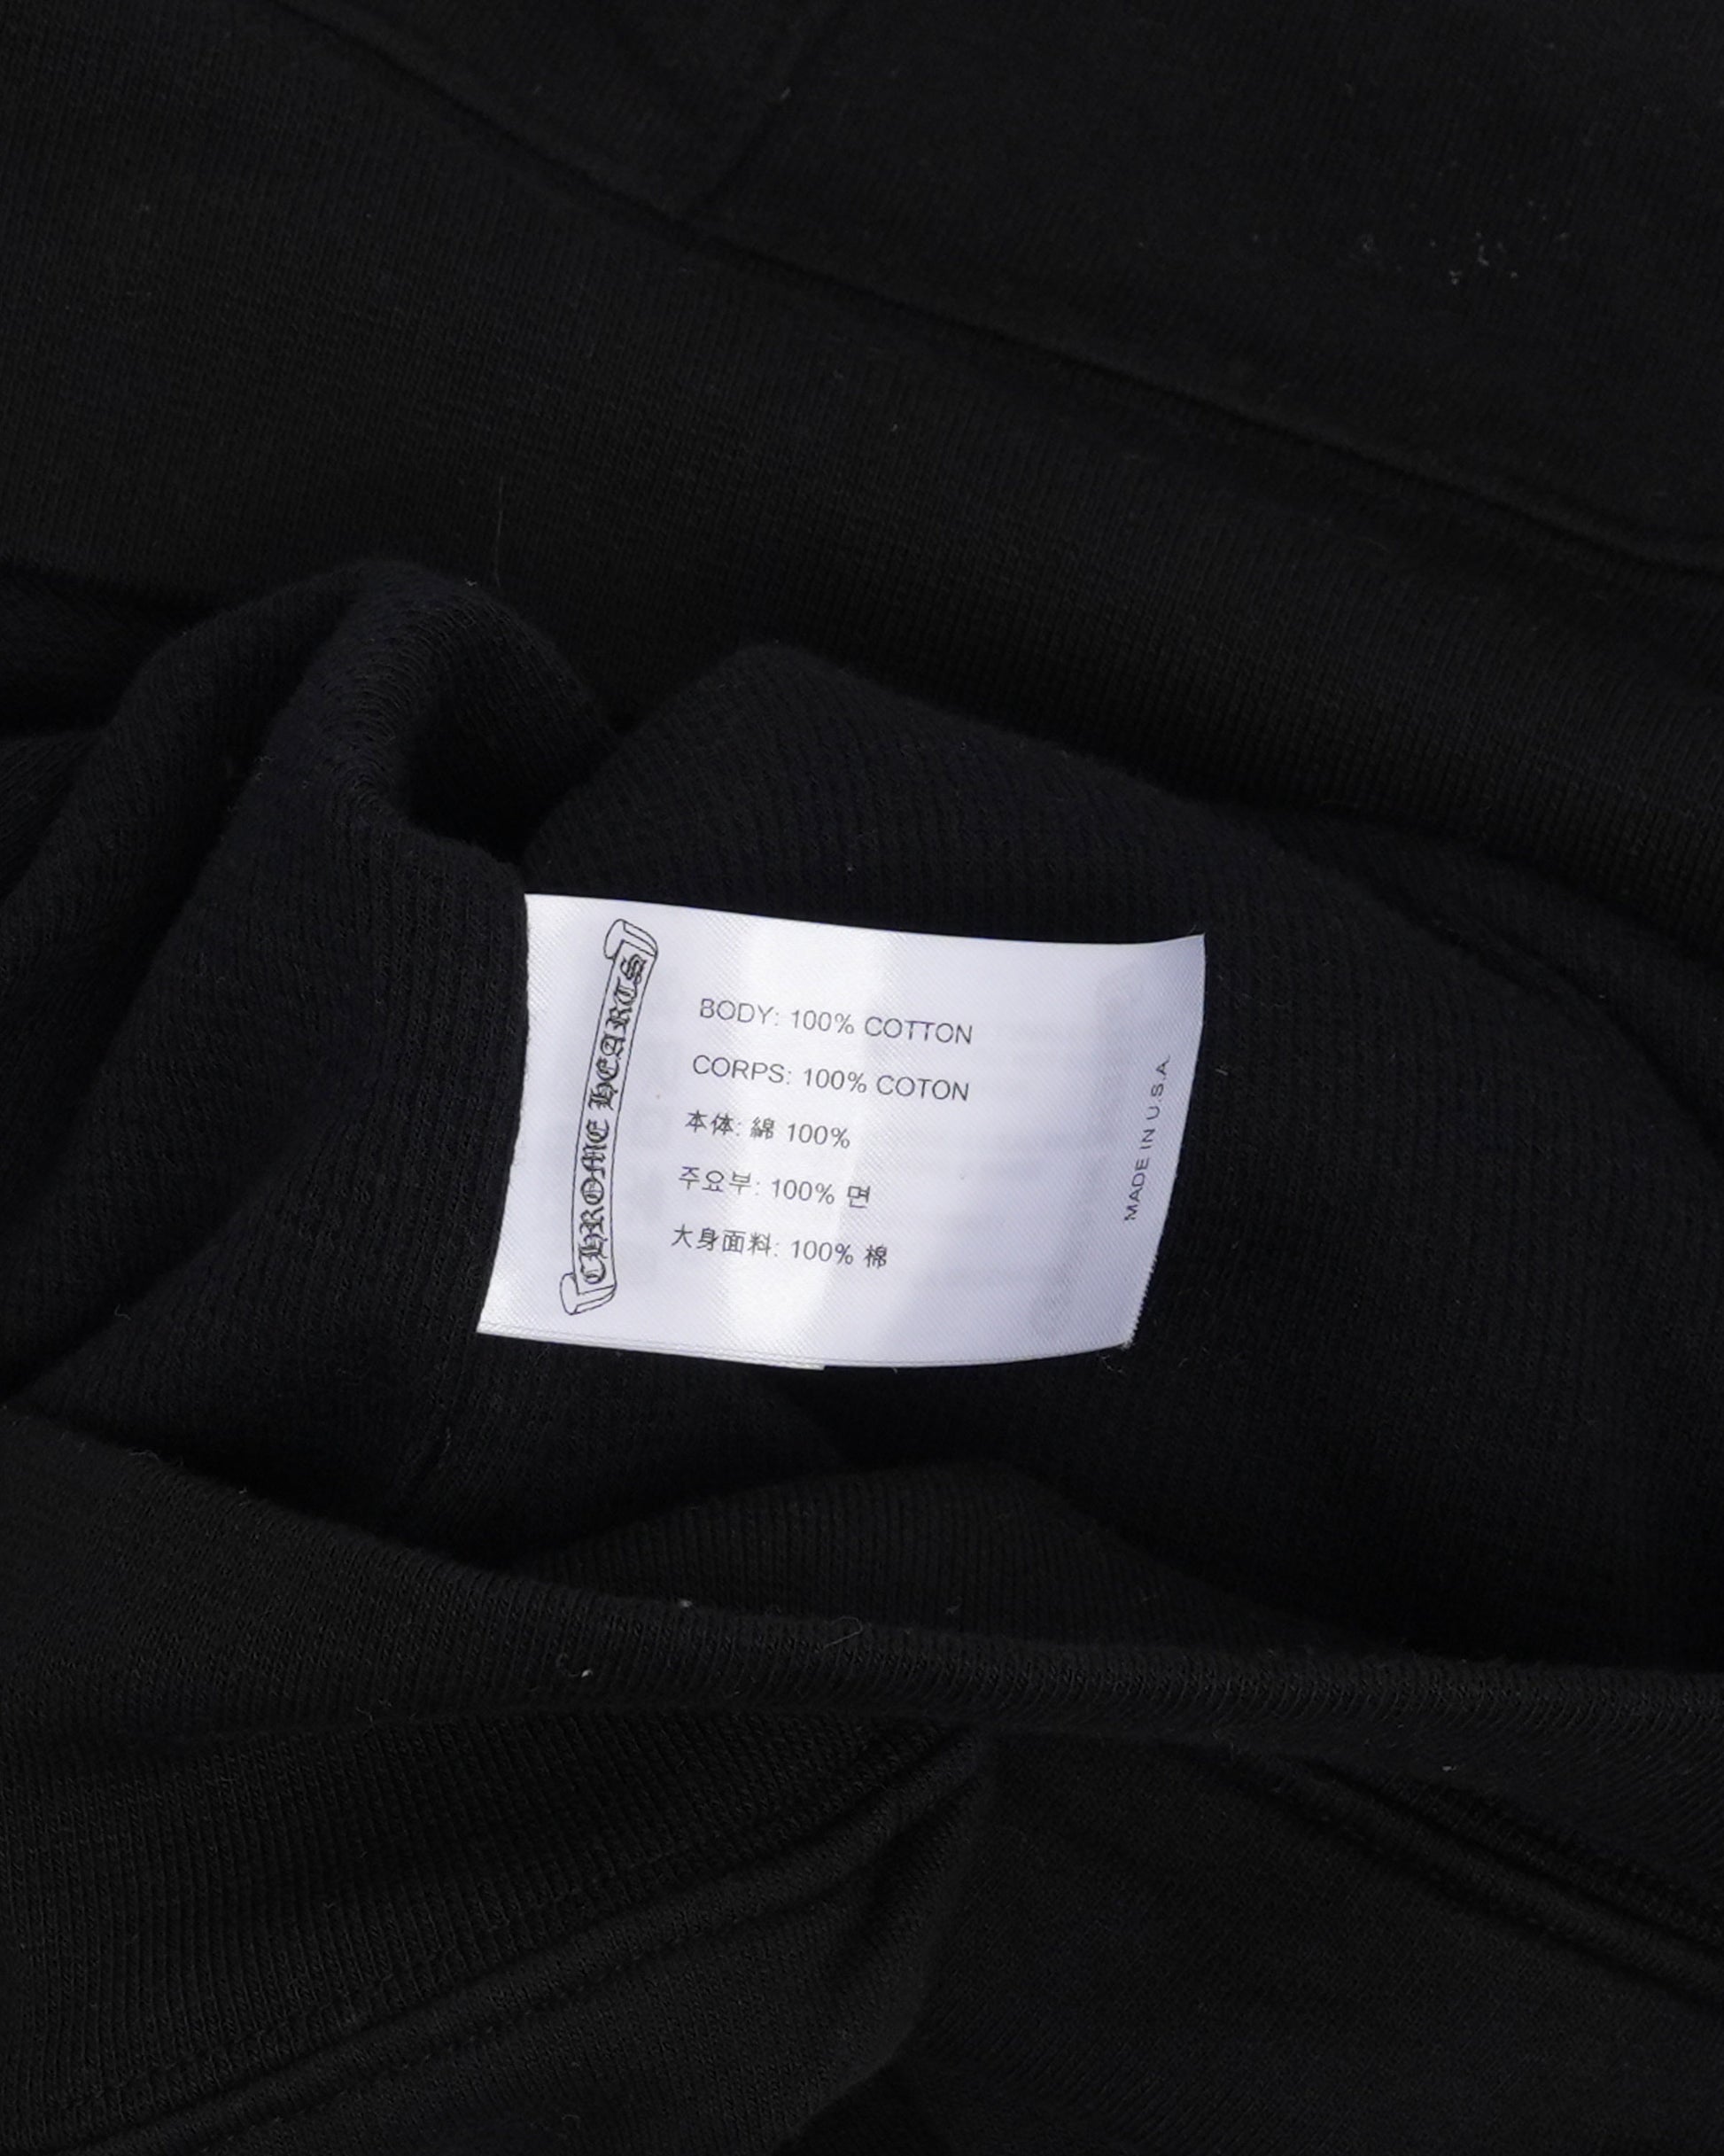 CHROME HEARTS
BODY: 100% COTTON
CORPS: 100% COTON
本体: 綿 100%
주요부: 100% 면
大身面料: 100% 棉
MADE IN U.S.A.